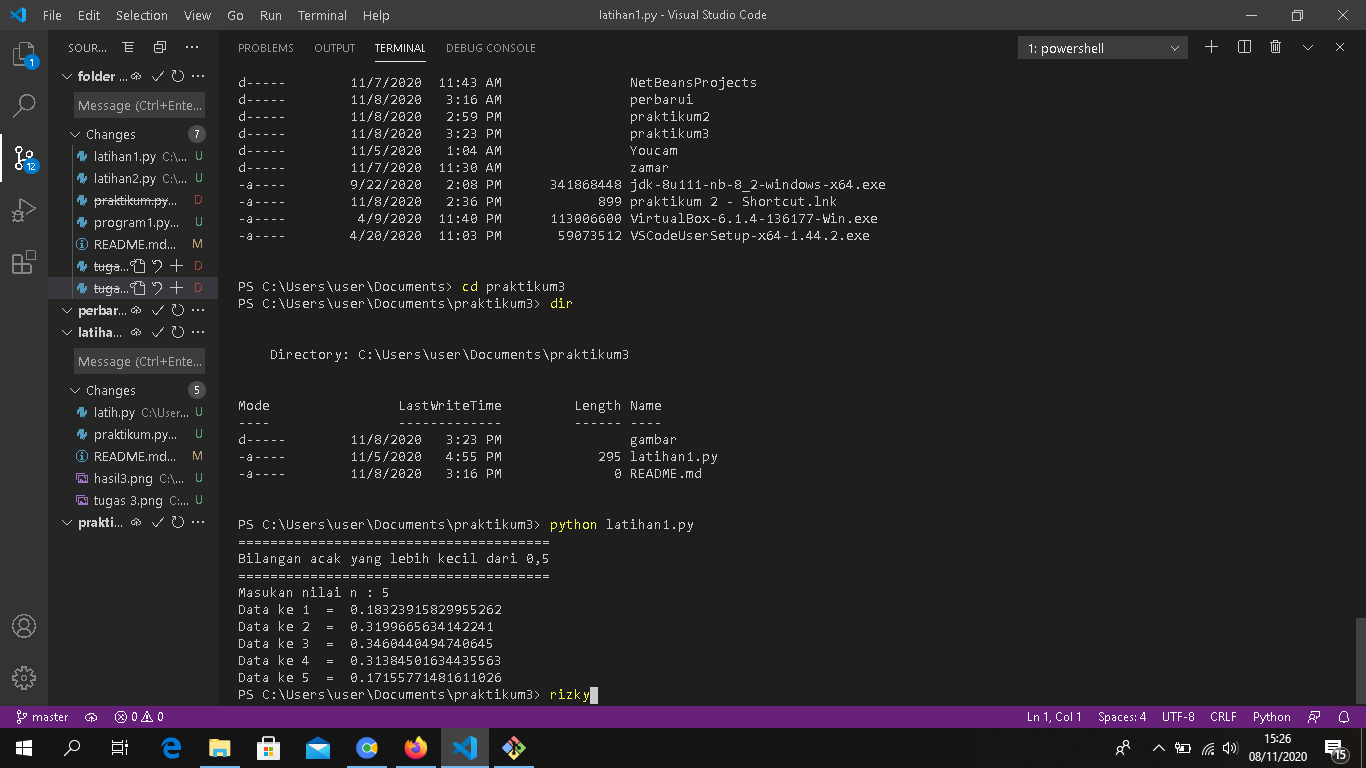 File Edit Selection View Go Run Terminal Help latihan1.py - Visual Studio Code
SOUR...
folder ...
Message (Ctrl+Ente...
Changes 7
latihan1.py C:\... U
latihan2.py C:\... U
praktikum.py... D
program1.py... U
README.md... M
tuga... D
tuga... D
perbar...
latiha...
Message (Ctrl+Ente...
Changes 5
latih.py C:\User... U
praktikum.py... U
README.md... M
hasil3.png C:\... U
tugas 3.png C:... U
prakti...
1
12
PROBLEMS OUTPUT TERMINAL DEBUG CONSOLE 1: powershell
d----- 11/7/2020 11:43 AM NetBeansProjects
d----- 11/8/2020 3:16 AM perbarui
d----- 11/8/2020 2:59 PM praktikum2
d----- 11/8/2020 3:23 PM praktikum3
d----- 11/5/2020 1:04 AM Youcam
d----- 11/7/2020 11:30 AM zamar
-a---- 9/22/2020 2:08 PM 341868448 jdk-8u111-nb-8_2-windows-x64.exe
-a---- 11/8/2020 2:36 PM 899 praktikum 2 - Shortcut.lnk
-a---- 4/9/2020 11:40 PM 113006600 VirtualBox-6.1.4-136177-Win.exe
-a---- 4/20/2020 11:03 PM 59073512 VSCodeUserSetup-x64-1.44.2.exe
PS C:\Users\user\Documents> cd praktikum3
PS C:\Users\user\Documents\praktikum3> dir
Directory: C:\Users\user\Documents\praktikum3
Mode LastWriteTime Length Name
---- ------------- ------ ----
d----- 11/8/2020 3:23 PM gambar
-a---- 11/5/2020 4:55 PM 295 latihan1.py
-a---- 11/8/2020 3:16 PM 0 README.md
PS C:\Users\user\Documents\praktikum3> python latihan1.py
=======================================
Bilangan acak yang lebih kecil dari 0,5
=======================================
Masukan nilai n : 5
Data ke 1 = 0.18323915829955262
Data ke 2 = 0.3199665634142241
Data ke 3 = 0.3460440494740645
Data ke 4 = 0.31384501634435563
Data ke 5 = 0.17155771481611026
PS C:\Users\user\Documents\praktikum3> rizky
master 0 0 Ln 1, Col 1 Spaces: 4 UTF-8 CRLF Python
15:26
08/11/2020
15